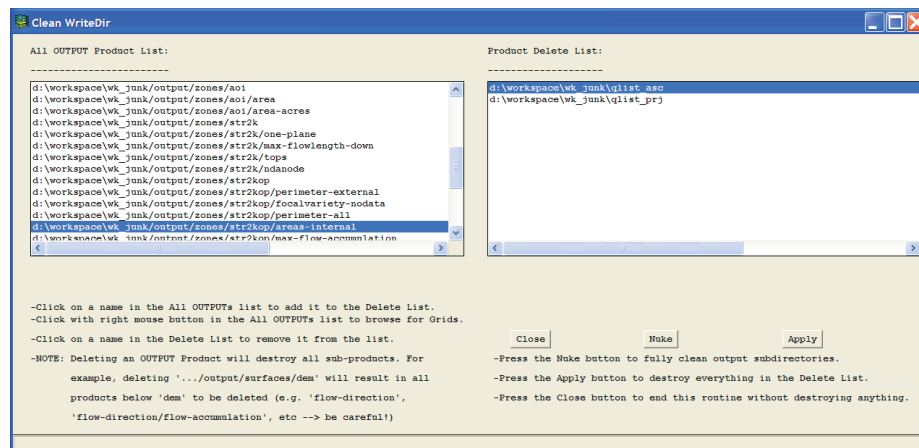 Clean WriteDir
All OUTPUT Product List:
------------------------
d:\workspace\wk_junk/output/zones/aoi
d:\workspace\wk_junk/output/zones/aoi/area
d:\workspace\wk_junk/output/zones/aoi/area-acres
d:\workspace\wk_junk/output/zones/str2k
d:\workspace\wk_junk/output/zones/str2k/one-plane
d:\workspace\wk_junk/output/zones/str2k/max-flowlength-down
d:\workspace\wk_junk/output/zones/str2k/tops
d:\workspace\wk_junk/output/zones/str2k/ndanode
d:\workspace\wk_junk/output/zones/str2kop
d:\workspace\wk_junk/output/zones/str2kop/perimeter-external
d:\workspace\wk_junk/output/zones/str2kop/focalvariety-nodata
d:\workspace\wk_junk/output/zones/str2kop/perimeter-all
d:\workspace\wk_junk/output/zones/str2kop/areas-internal
d:\workspace\wk_junk/output/zones/str2kop/max-flow-accumulation
Product Delete List:
--------------------
d:\workspace\wk_junk\qlist_asc
d:\workspace\wk_junk\qlist_prj
-Click on a name in the All OUTPUTs list to add it to the Delete List.
-Click with right mouse button in the All OUTPUTs list to browse for Grids.
-Click on a name in the Delete List to remove it from the list.
-NOTE: Deleting an OUTPUT Product will destroy all sub-products. For
example, deleting '.../output/surfaces/dem' will result in all
products below 'dem' to be deleted (e.g. 'flow-direction',
'flow-direction/flow-accumulation', etc --> be careful!)
Close Nuke Apply
-Press the Nuke button to fully clean output subdirectories.
-Press the Apply button to destroy everything in the Delete List.
-Press the Close button to end this routine without destroying anything.